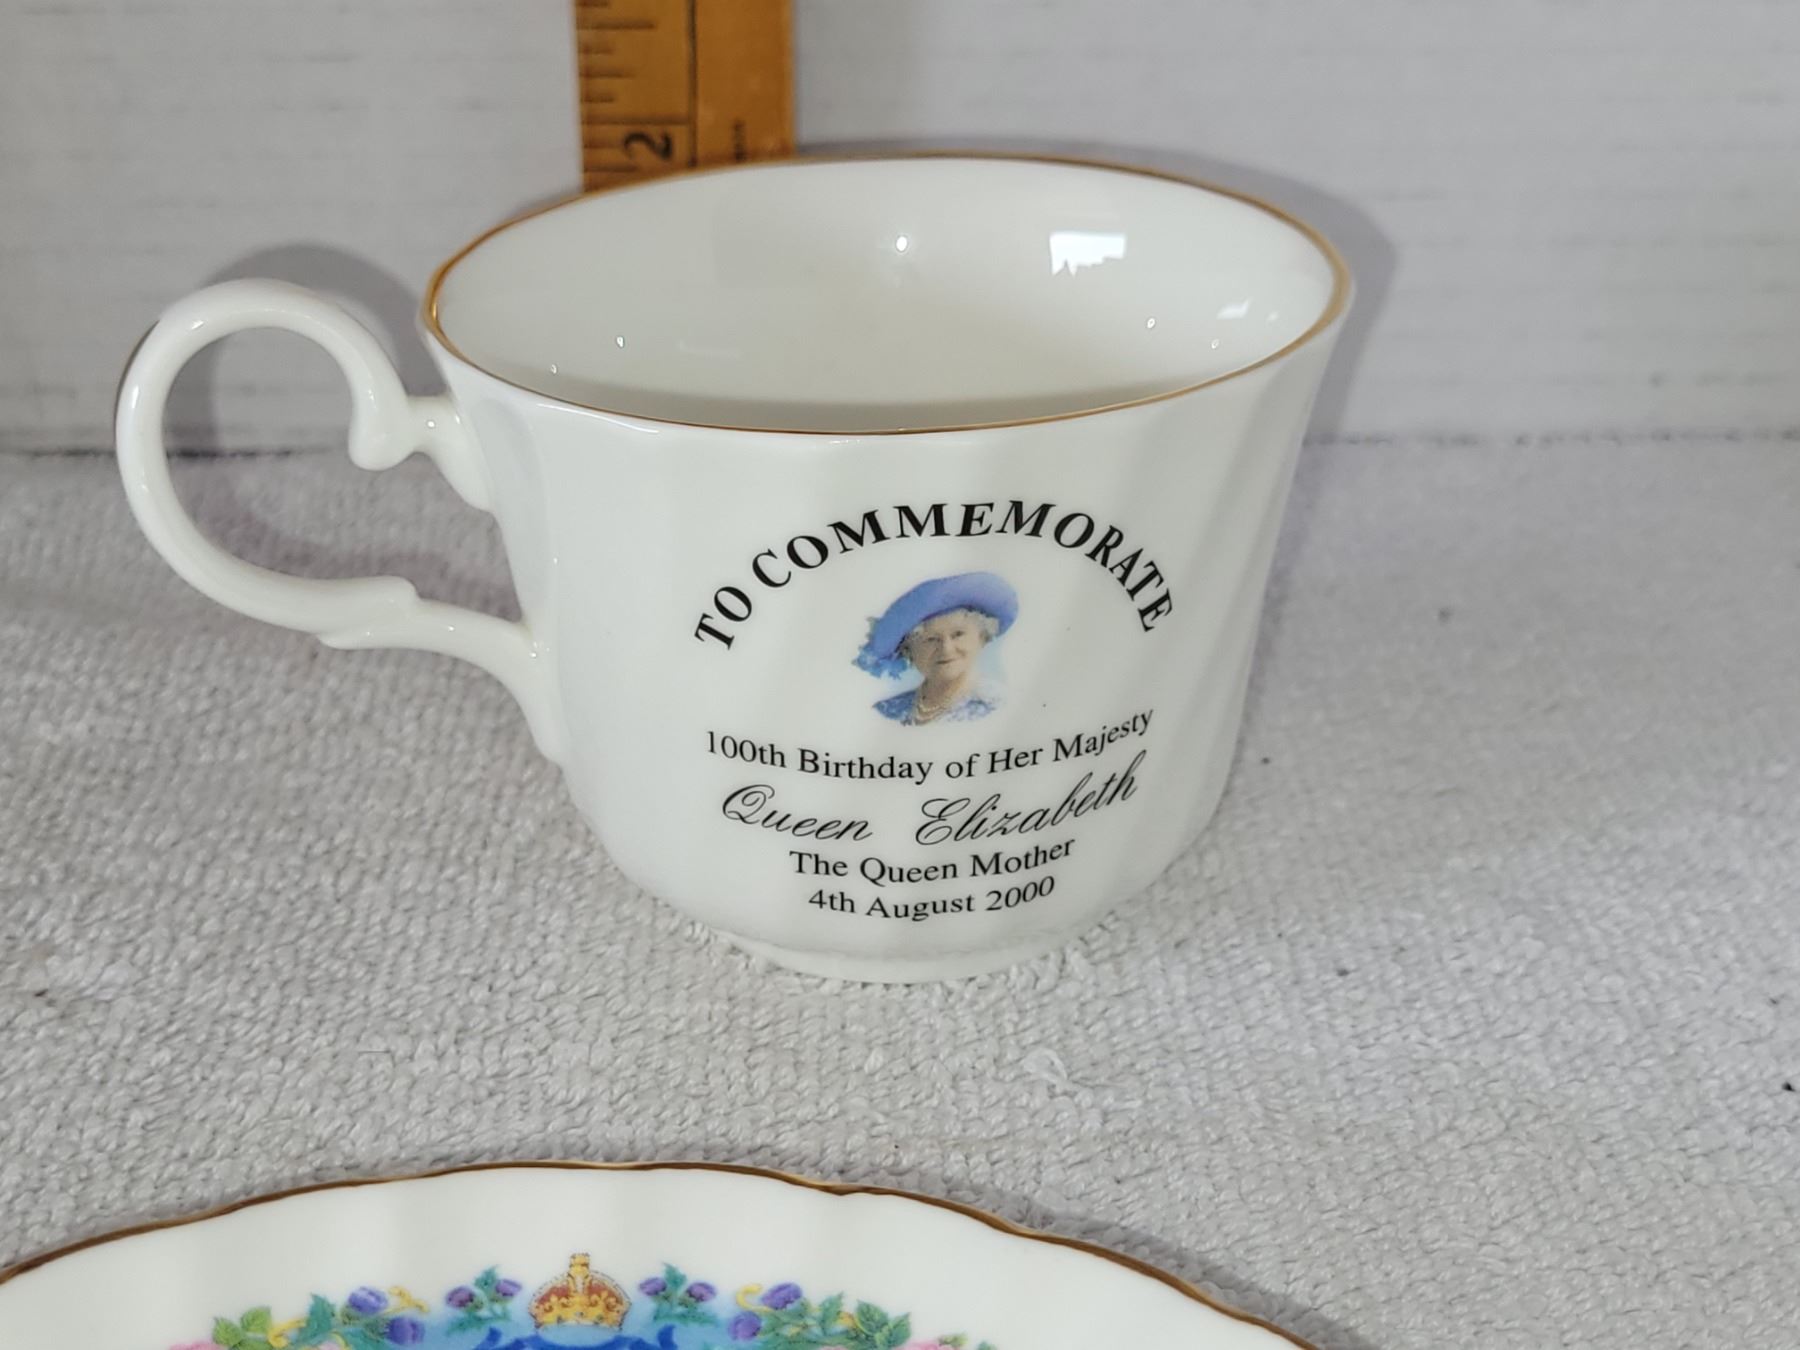 2
TO COMMEMORATE
100th Birthday of Her Majesty
Queen Elizabeth
The Queen Mother
4th August 2000